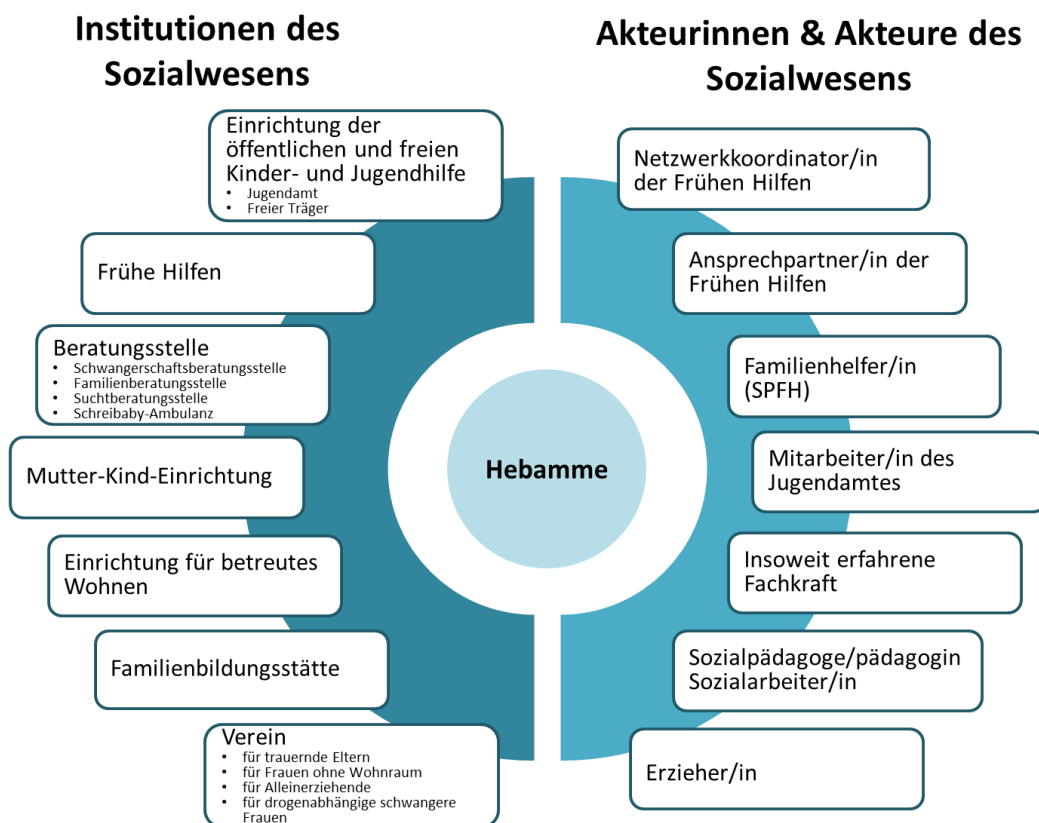 Institutionen des
Sozialwesens
Einrichtung der
öffentlichen und freien
Kinder- und Jugendhilfe
• Jugendamt
• Freier Träger
Frühe Hilfen
Beratungsstelle
• Schwangerschaftsberatungsstelle
• Familienberatungsstelle
• Suchtberatungsstelle
• Schreibaby-Ambulanz
Mutter-Kind-Einrichtung
Einrichtung für betreutes
Wohnen
Familienbildungsstätte
Verein
• für trauernde Eltern
• für Frauen ohne Wohnraum
• für Alleinerziehende
• für drogenabhängige schwangere
Frauen
Hebamme
Akteurinnen & Akteure des
Sozialwesens
Netzwerkkoordinator/in
der Frühen Hilfen
Ansprechpartner/in der
Frühen Hilfen
Familienhelfer/in
(SPFH)
Mitarbeiter/in des
Jugendamtes
Insoweit erfahrene
Fachkraft
Sozialpädagoge/pädagogin
Sozialarbeiter/in
Erzieher/in